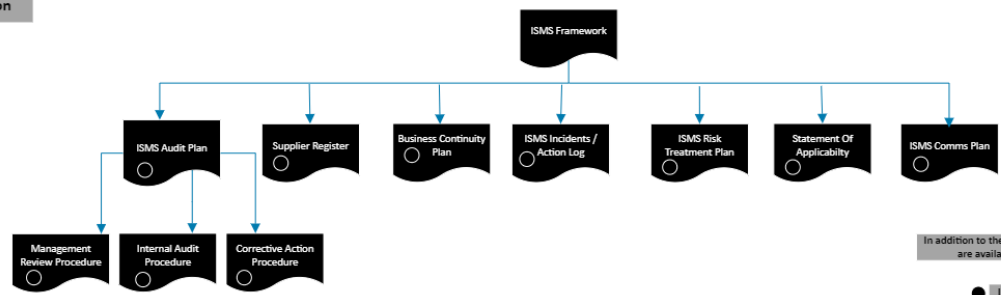 on
ISMS Framework
ISMS Audit Plan
Supplier Register
Business Continuity
Plan
ISMS Incidents /
Action Log
ISMS Risk
Treatment Plan
Statement Of
Applicabilty
ISMS Comms Plan
Management
Review Procedure
Internal Audit
Procedure
Corrective Action
Procedure
In addition to the
are availa